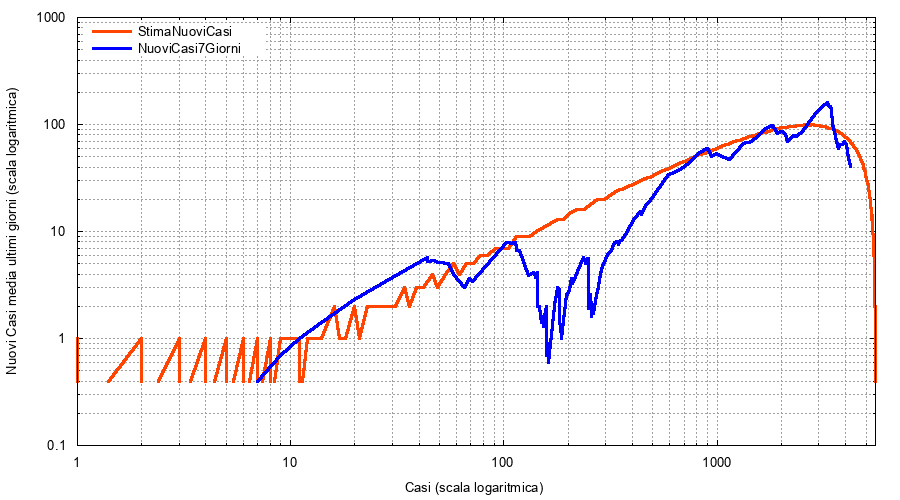 1000
100
10
1
0.1
StimaNuoviCasi
NuoviCasi7Giorni
Nuovi Casi media ultimi giorni (scala logaritmica)
1 10 100 1000
Casi (scala logaritmica)